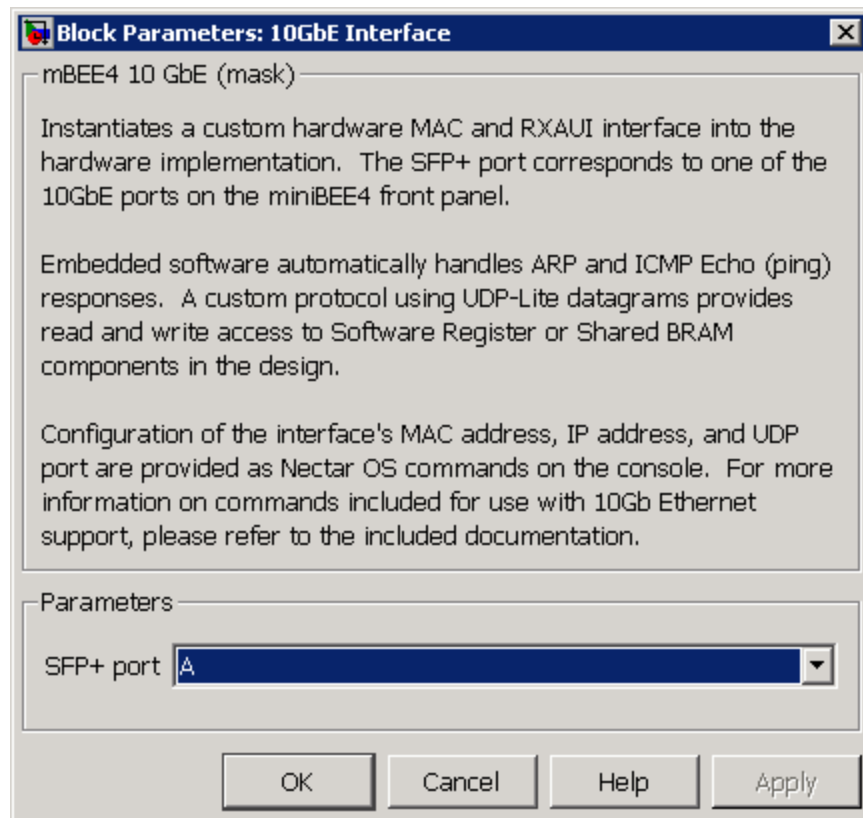 Block Parameters: 10GbE Interface
mBEE4 10 GbE (mask)
Instantiates a custom hardware MAC and RXAUI interface into the
hardware implementation.  The SFP+ port corresponds to one of the
10GbE ports on the miniBEE4 front panel.
Embedded software automatically handles ARP and ICMP Echo (ping)
responses.  A custom protocol using UDP-Lite datagrams provides
read and write access to Software Register or Shared BRAM
components in the design.
Configuration of the interface's MAC address, IP address, and UDP
port are provided as Nectar OS commands on the console.  For more
information on commands included for use with 10Gb Ethernet
support, please refer to the included documentation.
Parameters
SFP+ port A
OK Cancel Help Apply